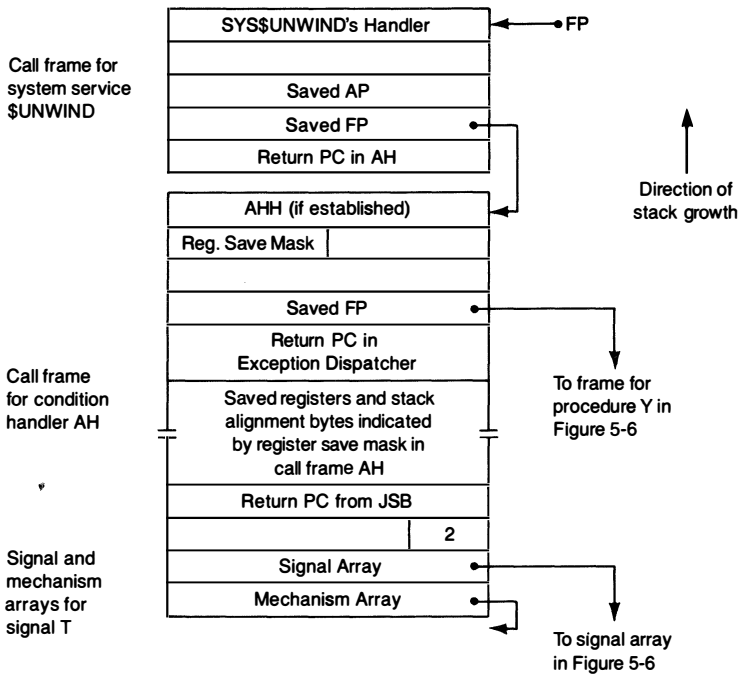 SYS$UNWIND's Handler
FP
Call frame for
system service
$UNWIND
Saved AP
Saved FP
Return PC in AH
Direction of
stack growth
AHH (if established)
Reg. Save Mask
Saved FP
Return PC in
Exception Dispatcher
To frame for
procedure Y in
Figure 5-6
Call frame
for condition
handler AH
Saved registers and stack
alignment bytes indicated
by register save mask in
call frame AH
Return PC from JSB
2
Signal and
mechanism
arrays for
signal T
Signal Array
Mechanism Array
To signal array
in Figure 5-6